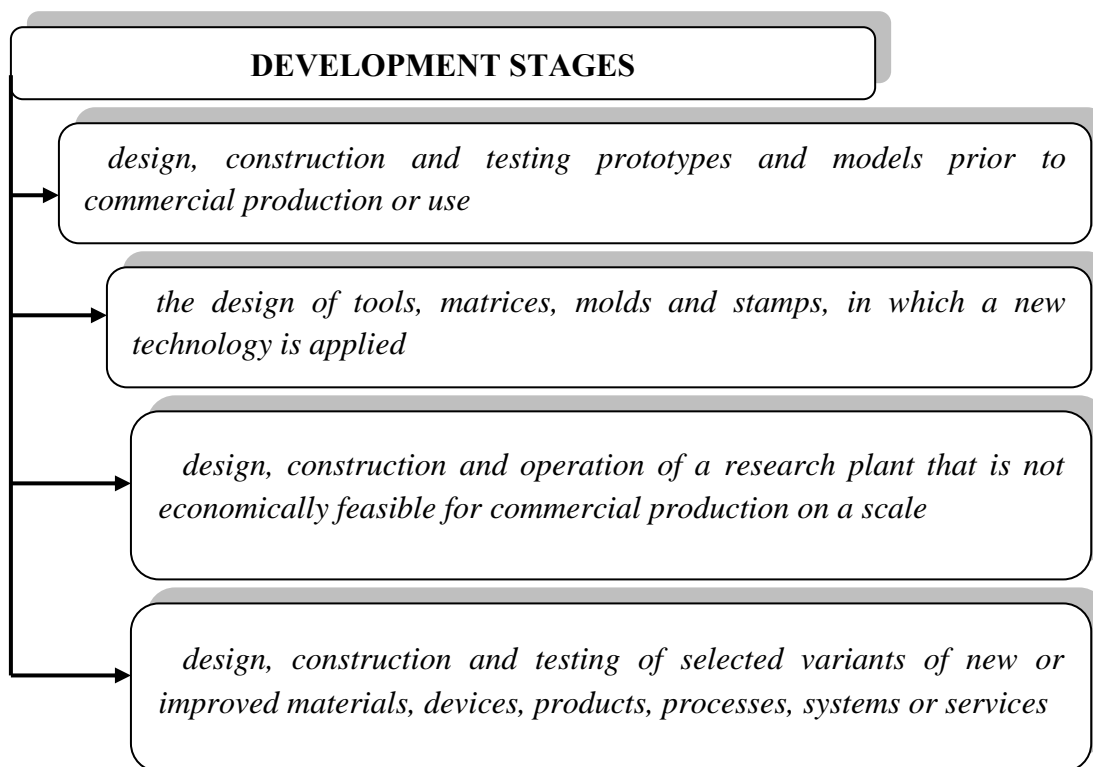 DEVELOPMENT STAGES
design, construction and testing prototypes and models prior to
commercial production or use
the design of tools, matrices, molds and stamps, in which a new
technology is applied
design, construction and operation of a research plant that is not
economically feasible for commercial production on a scale
design, construction and testing of selected variants of new or
improved materials, devices, products, processes, systems or services